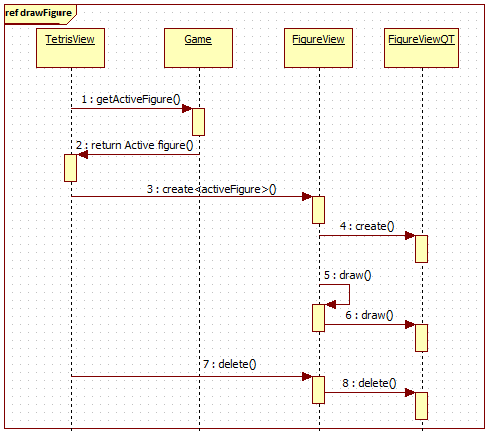 ref drawFigure
TetrisView
Game
FigureView
FigureViewQT
1 : getActiveFigure()
2 : return Active figure()
3 : create<activeFigure>()
4 : create()
5 : draw()
6 : draw()
7 : delete()
8 : delete()